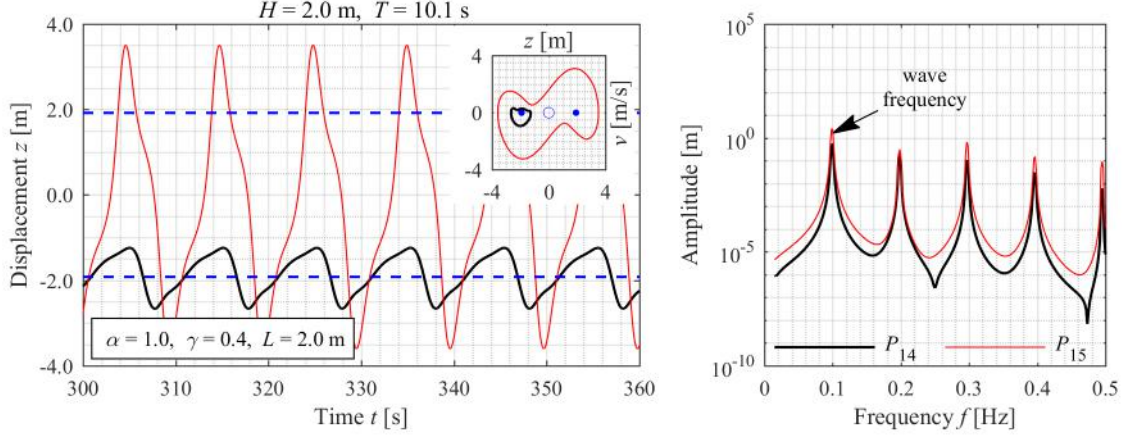 H = 2.0 m, T = 10.1 s
Displacement z [m]
4.0
2.0
0.0
-2.0
-4.0
z [m]
4
0
-4
v [m/s]
-4 0 4
α = 1.0, γ = 0.4, L = 2.0 m
300 310 320 330 340 350 360
Time t [s]
Amplitude [m]
10^5
10^0
10^-5
10^-10
wave
frequency
P_14 P_15
0 0.1 0.2 0.3 0.4 0.5
Frequency f [Hz]